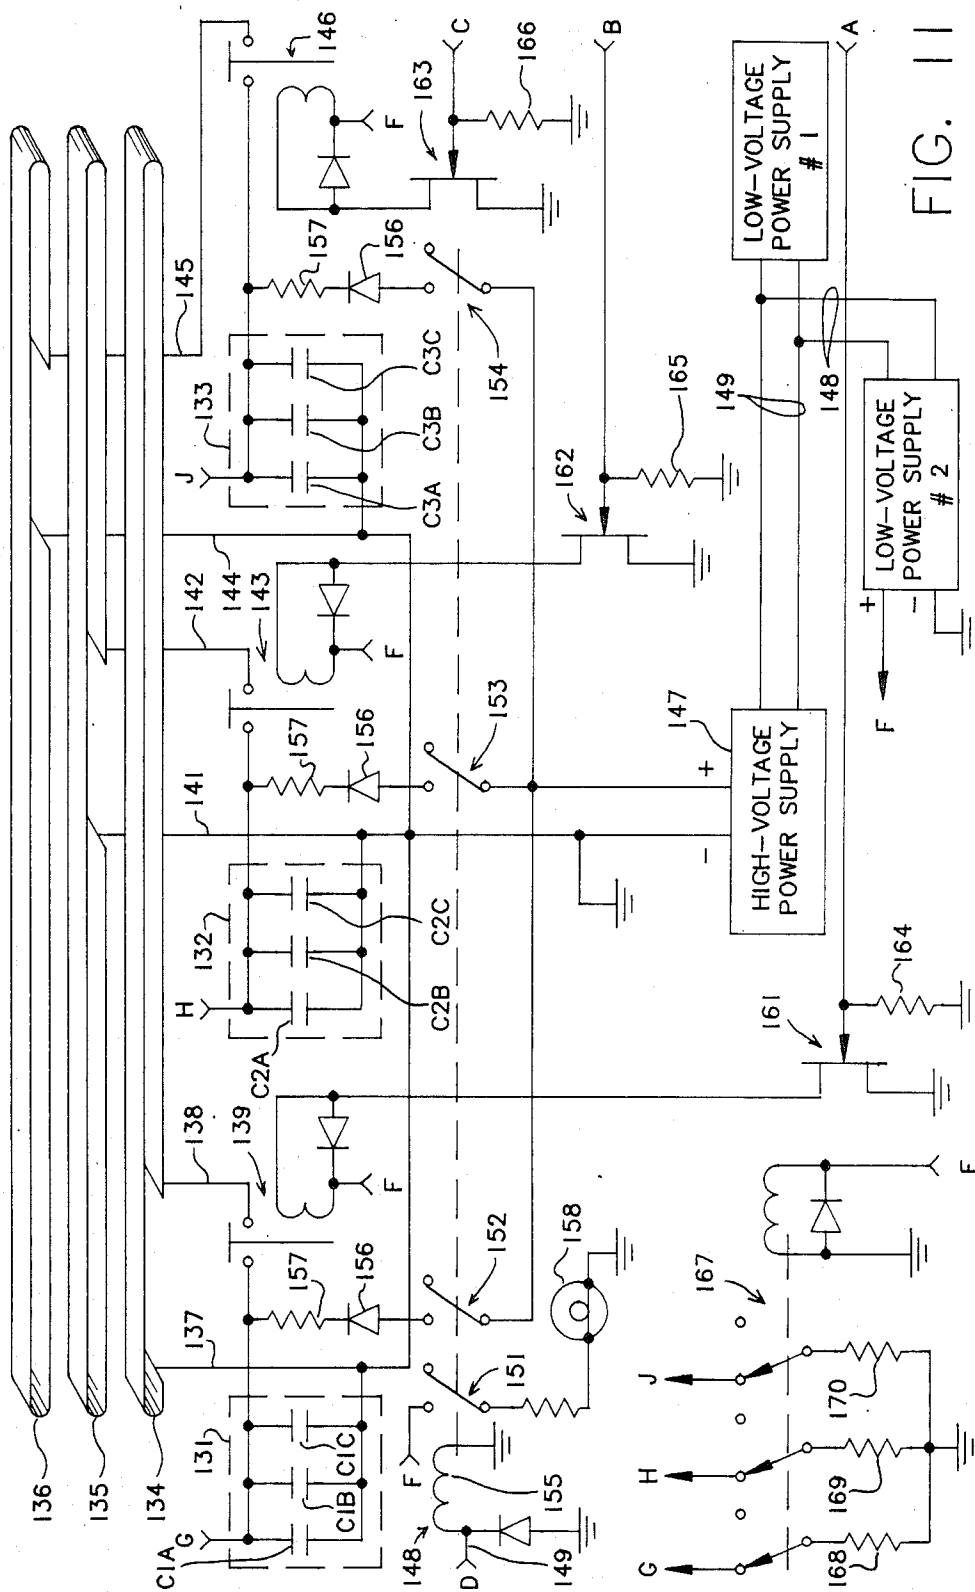 136
135
134
137
138
141
142
145
G
131
C1A
C1B
C1C
157
156
139
H
132
C2A
C2B
C2C
157
156
143
144
J
133
C3A
C3B
C3C
157
156
146
F
F
F
163
C
166
F
148
D
149
155
151
152
158
153
154
162
165
B
147
+
-
HIGH-VOLTAGE
POWER SUPPLY
149
148
LOW-VOLTAGE
POWER SUPPLY
# 1
LOW-VOLTAGE
POWER SUPPLY
# 2
+
-
F
A
161
164
G
H
J
167
168
169
170
F
FIG. 11